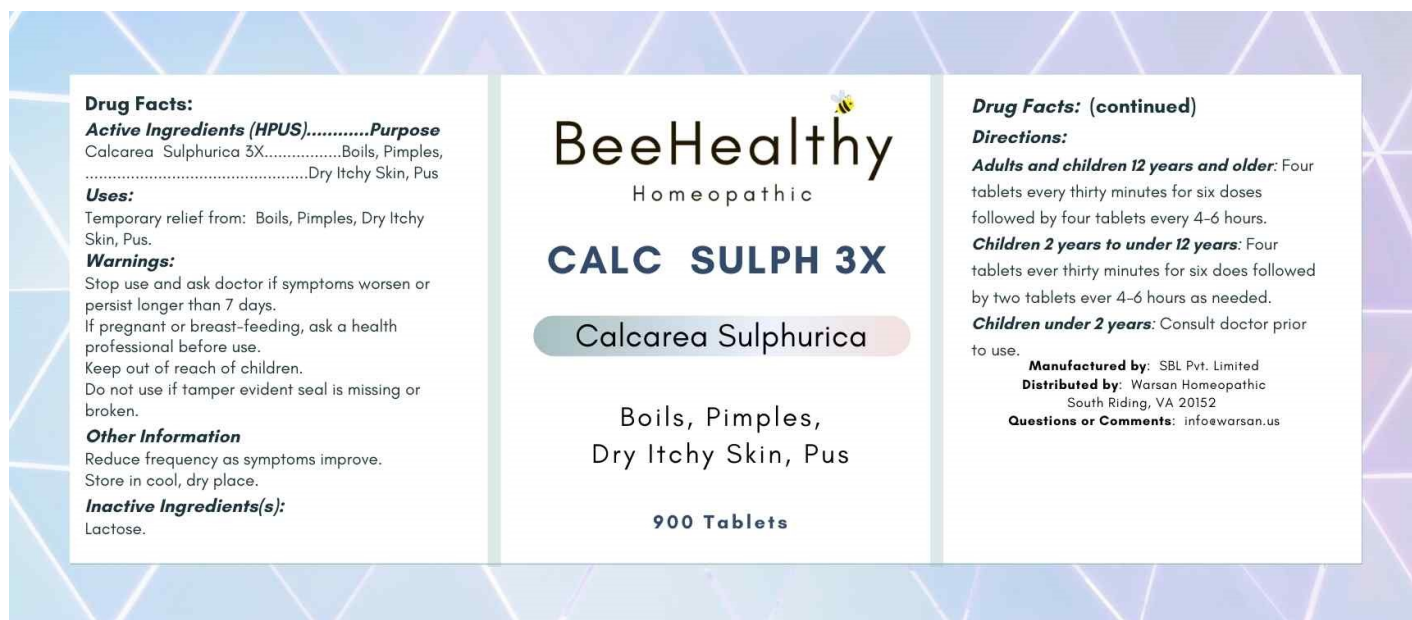 Drug Facts:
Active Ingredients (HPUS)............Purpose
Calcarea Sulphurica 3X.................Boils, Pimples,
.................................................Dry Itchy Skin, Pus
Uses:
Temporary relief from: Boils, Pimples, Dry Itchy
Skin, Pus.
Warnings:
Stop use and ask doctor if symptoms worsen or
persist longer than 7 days.
If pregnant or breast-feeding, ask a health
professional before use.
Keep out of reach of children.
Do not use if tamper evident seal is missing or
broken.
Other Information
Reduce frequency as symptoms improve.
Store in cool, dry place.
Inactive Ingredients(s):
Lactose.
BeeHealthy
Homeopathic
CALC SULPH 3X
Calcarea Sulphurica
Boils, Pimples,
Dry Itchy Skin, Pus
900 Tablets
Drug Facts: (continued)
Directions:
Adults and children 12 years and older: Four
tablets every thirty minutes for six doses
followed by four tablets every 4-6 hours.
Children 2 years to under 12 years: Four
tablets ever thirty minutes for six does followed
by two tablets ever 4-6 hours as needed.
Children under 2 years: Consult doctor prior
to use.
Manufactured by: SBL Pvt. Limited
Distributed by: Warsan Homeopathic
South Riding, VA 20152
Questions or Comments: info@warsan.us